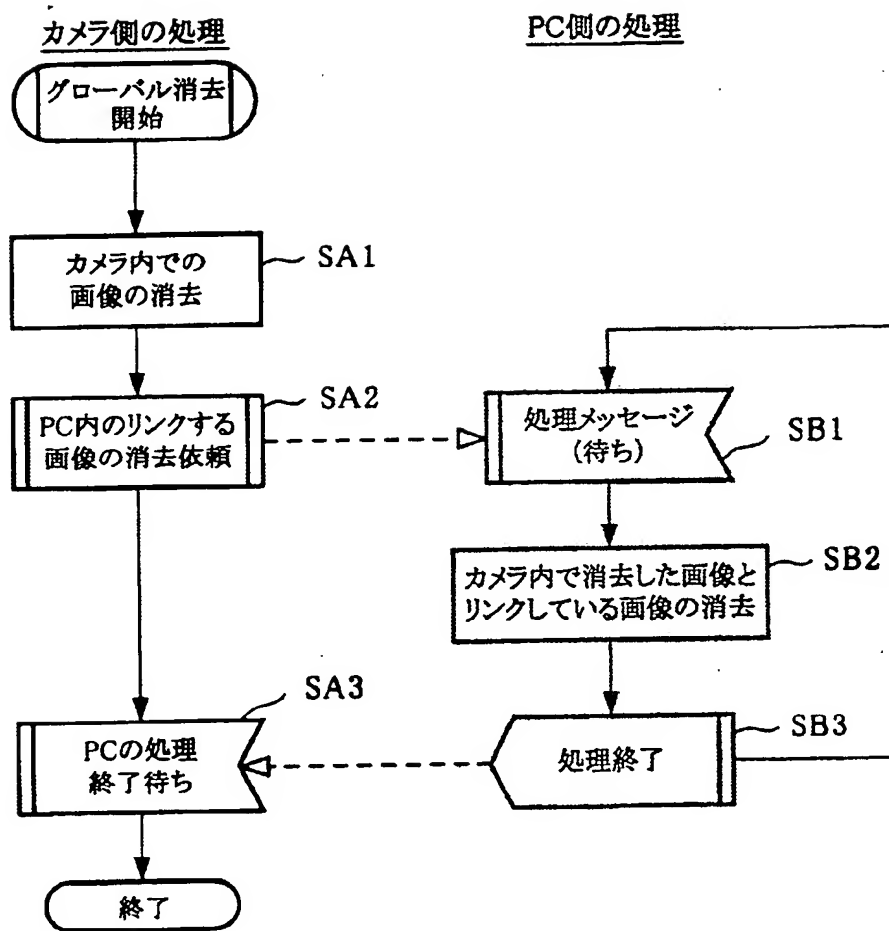 カメラ側の処理
PC側の処理
グローバル消去
開始
カメラ内での
画像の消去
SA1
PC内のリンクする
画像の消去依頼
SA2
処理メッセージ
(待ち)
SB1
カメラ内で消去した画像と
リンクしている画像の消去
SB2
PCの処理
終了待ち
SA3
処理終了
SB3
終了